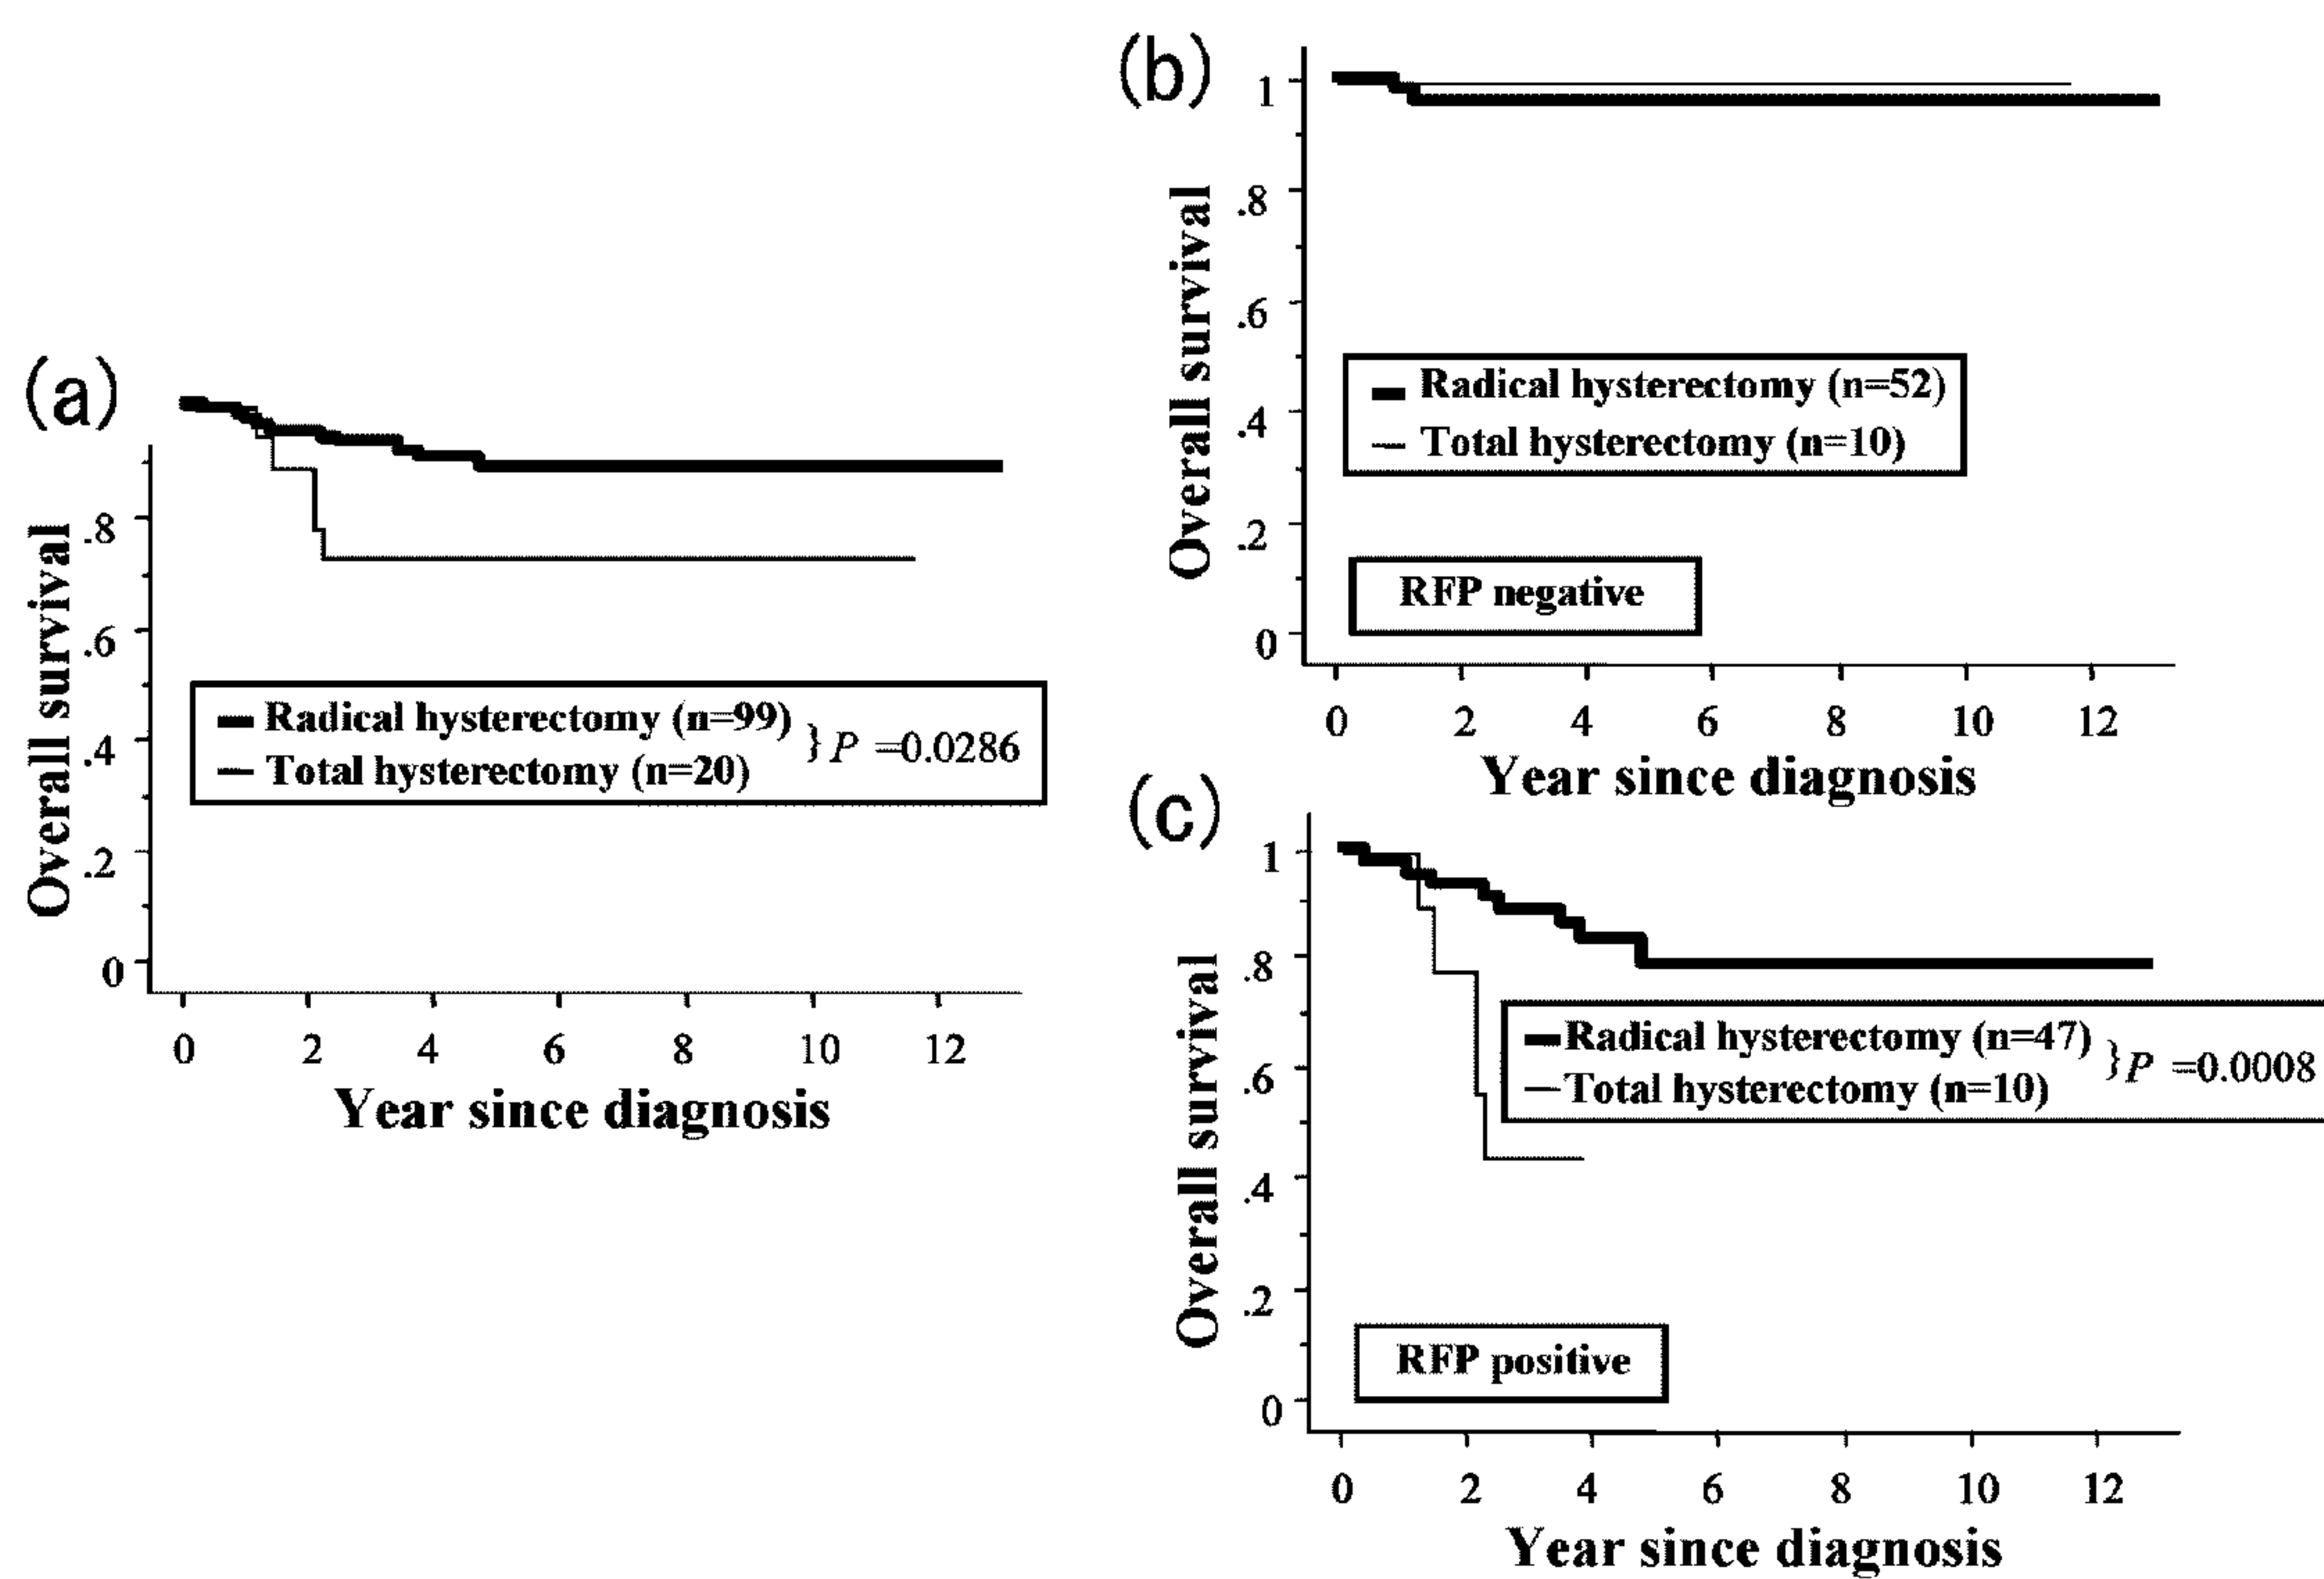 (a)
Overall survival
.8
.6
.4
.2
0
Radical hysterectomy (n=99)
Total hysterectomy (n=20)
} P =0.0286
0 2 4 6 8 10 12
Year since diagnosis
(b)
Overall survival
1
.8
.6
.4
.2
0
Radical hysterectomy (n=52)
Total hysterectomy (n=10)
RFP negative
0 2 4 6 8 10 12
Year since diagnosis
(c)
Overall survival
1
.8
.6
.4
.2
0
Radical hysterectomy (n=47)
Total hysterectomy (n=10)
} P =0.0008
RFP positive
0 2 4 6 8 10 12
Year since diagnosis